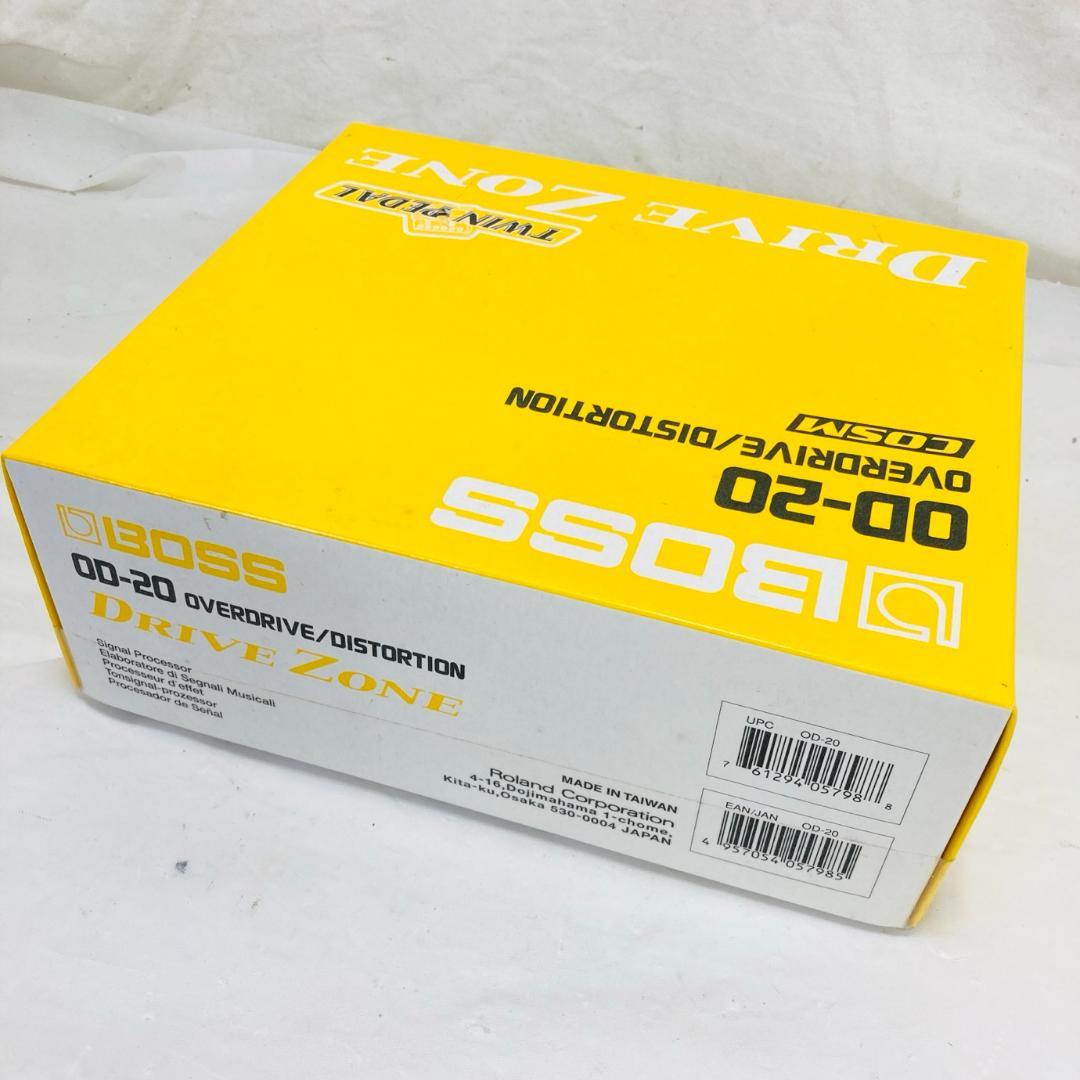 DRIVE ZONE
TWIN PEDAL
OVERDRIVE/DISTORTION
COSM
OD-20
BOSS
BOSS
OD-20 OVERDRIVE/DISTORTION
DRIVE ZONE
Signal Processor
Elaboratore di Segnali Musicali
Processeur d'effet
Tonsignal-prozessor
Procesador de Señal
MADE IN TAIWAN
Roland Corporation
4-16,Dojimahama 1-chome,
Kita-ku,Osaka 530-0004 JAPAN
UPC OD-20
7 61294 05798 8
EAN/JAN OD-20
4 957054 057985